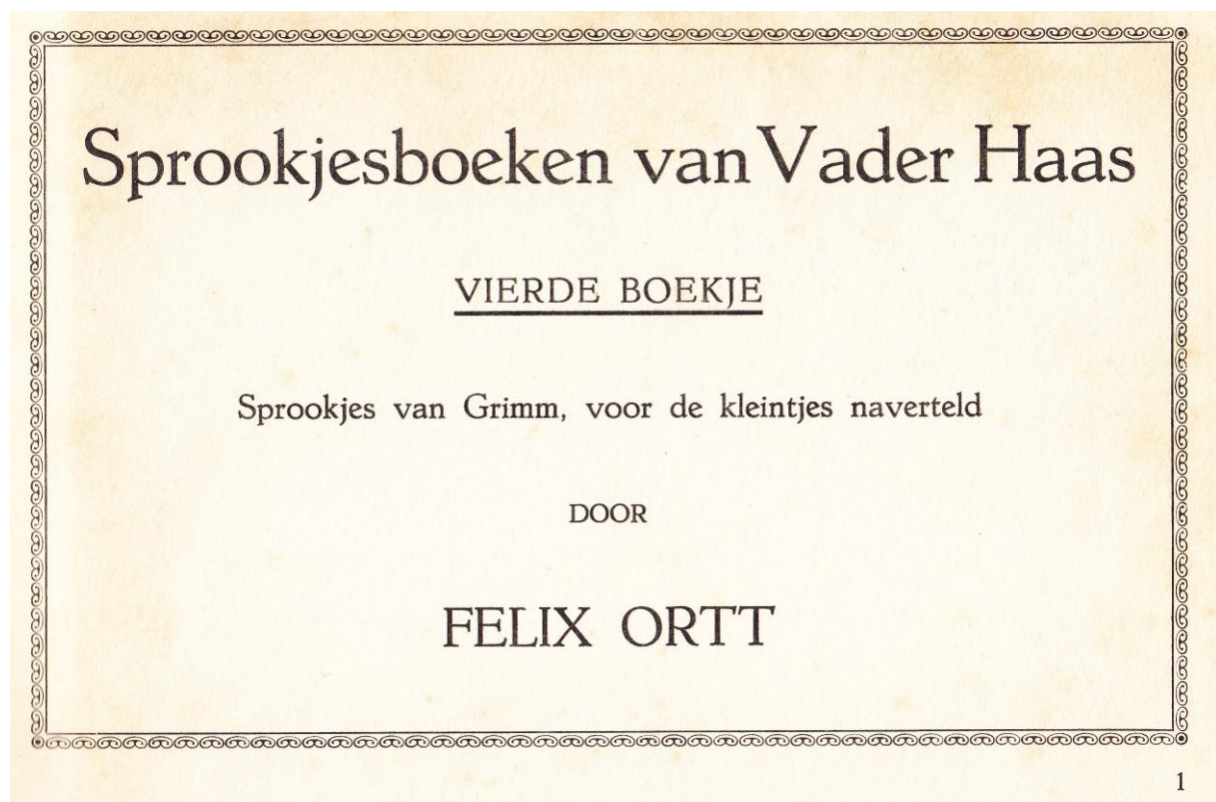 Sprookjesboeken van Vader Haas
VIERDE BOEKJE
Sprookjes van Grimm, voor de kleintjes naverteld
DOOR
FELIX ORTT
1